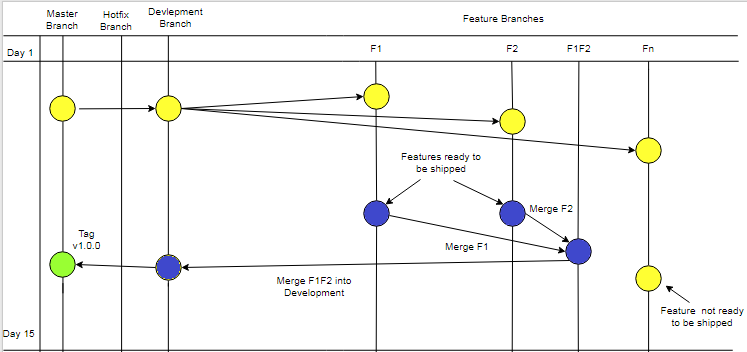 Master
Branch
Hotfix
Branch
Devlepment
Branch
Feature Branches
Day 1
F1
F2
F1F2
Fn
Features ready to
be shipped
Merge F2
Merge F1
Tag
v1.0.0
Merge F1F2 into
Development
Feature not ready
to be shipped
Day 15